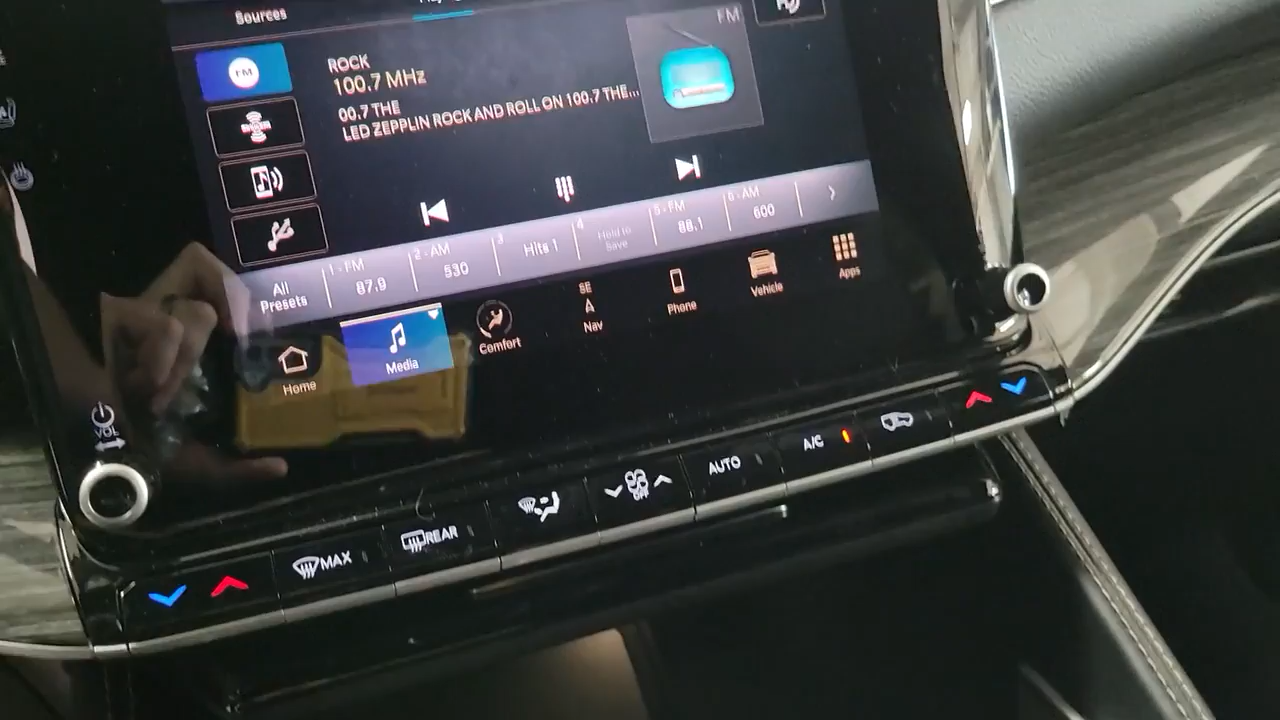 Sources
FM
FM
ROCK
100.7 MHz
00.7 THE
LED ZEPPLIN ROCK AND ROLL ON 100.7 THE...
All Presets
1 - FM
87.9
2 - AM
530
3
Hits 1
4
Hold to Save
5 - FM
88.1
6 - AM
600
Home
Media
Comfort
SE
Nav
Phone
Vehicle
Apps
VOL
MAX
REAR
OFF
AUTO
A/C